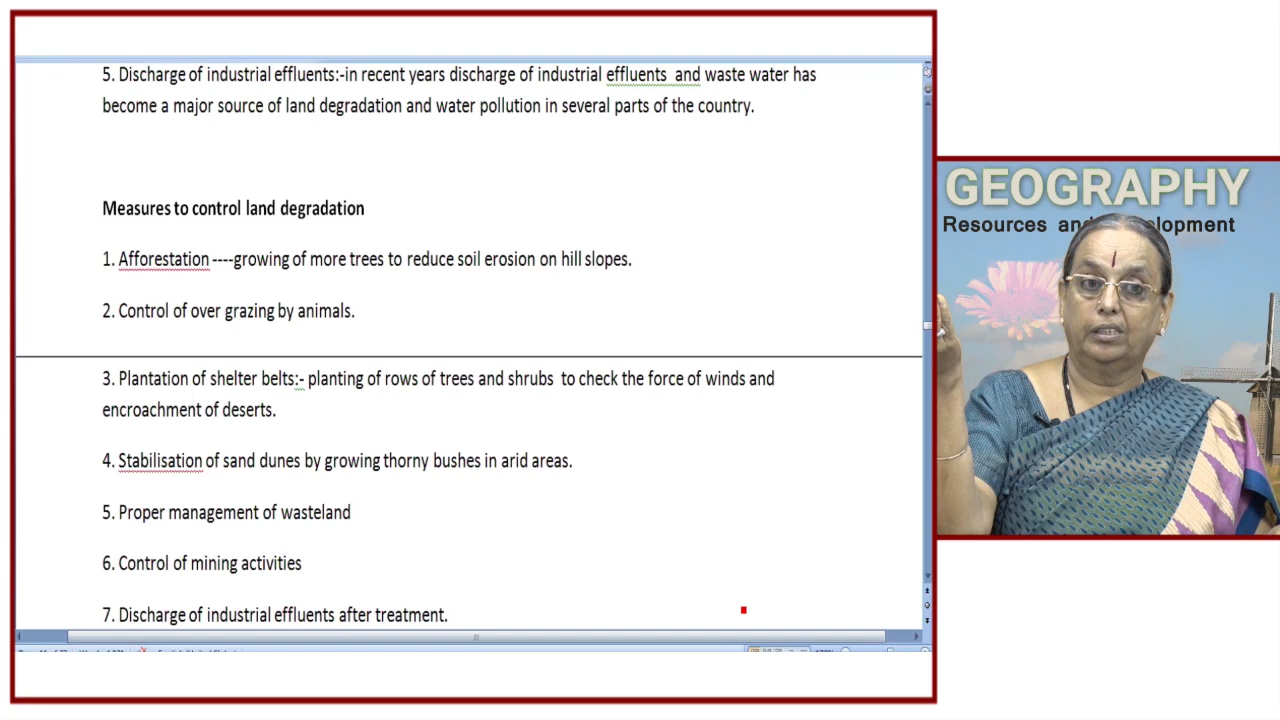 5. Discharge of industrial effluents:-in recent years discharge of industrial effluents and waste water has
become a major source of land degradation and water pollution in several parts of the country.
Measures to control land degradation
1. Afforestation ----growing of more trees to reduce soil erosion on hill slopes.
2. Control of over grazing by animals.
3. Plantation of shelter belts:- planting of rows of trees and shrubs to check the force of winds and
encroachment of deserts.
4. Stabilisation of sand dunes by growing thorny bushes in arid areas.
5. Proper management of wasteland
6. Control of mining activities
7. Discharge of industrial effluents after treatment.
GEOGRAPHY
Resources